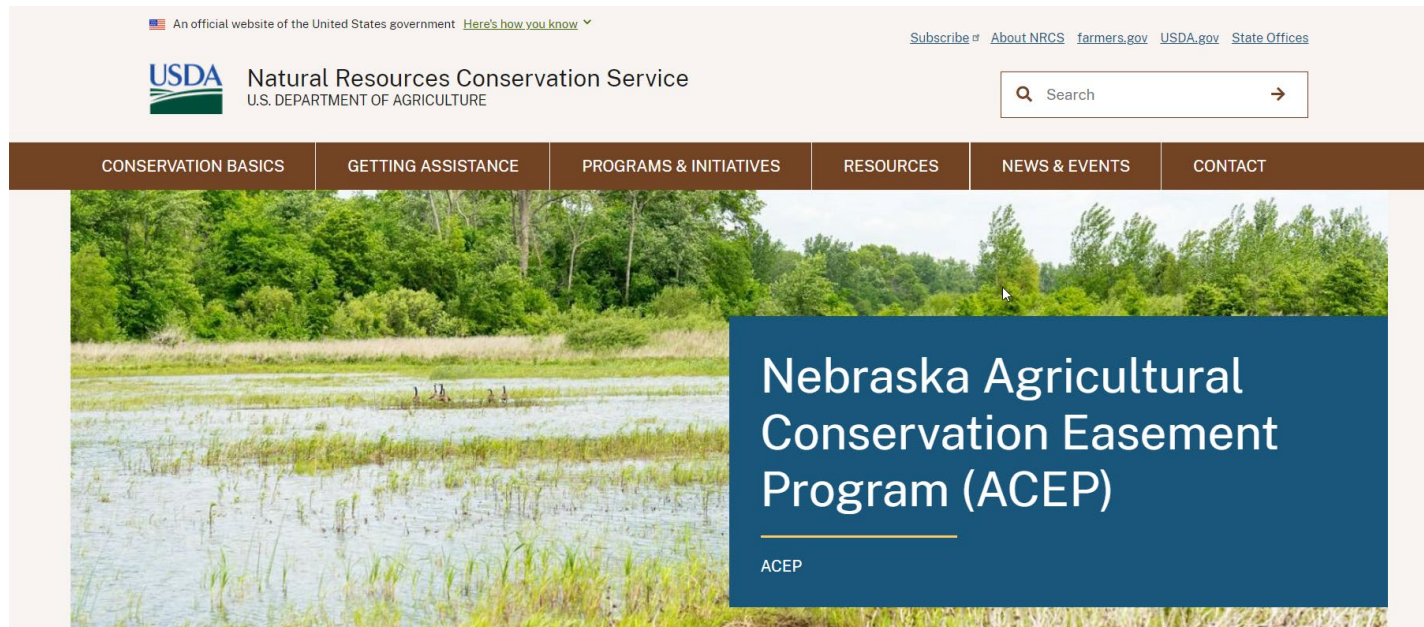 An official website of the United States government Here's how you know
Subscribe About NRCS farmers.gov USDA.gov State Offices
USDA
Natural Resources Conservation Service
U.S. DEPARTMENT OF AGRICULTURE
Search
CONSERVATION BASICS GETTING ASSISTANCE PROGRAMS & INITIATIVES RESOURCES NEWS & EVENTS CONTACT
Nebraska Agricultural
Conservation Easement
Program (ACEP)
ACEP